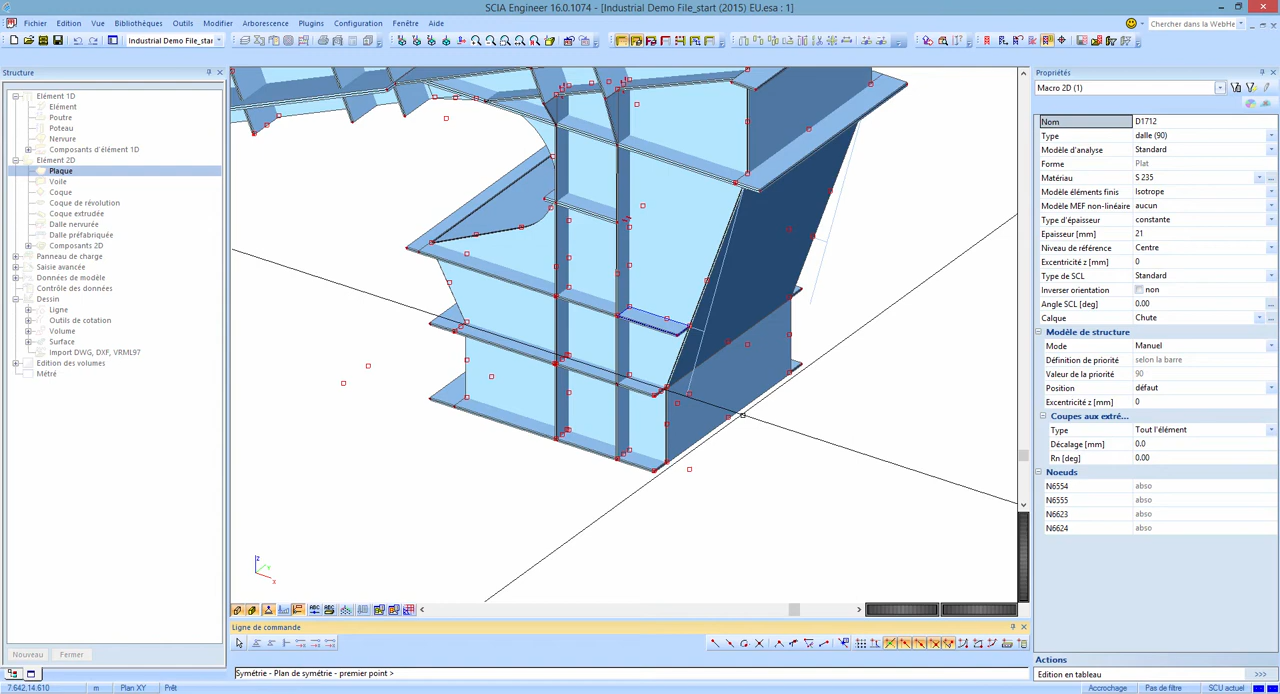 SCIA Engineer 16.0.1074 - [Industrial Demo File_start (2015) EU.esa : 1]
Fichier Edition Vue Bibliothèques Outils Modifier Arborescence Plugins Configuration Fenêtre Aide
Chercher dans la WebHe
Industrial Demo File_star
Structure
Elément 1D
Elément
Poutre
Poteau
Nervure
Composants d'élément 1D
Elément 2D
Plaque
Voile
Coque
Coque de révolution
Coque extrudée
Dalle nervurée
Dalle préfabriquée
Composants 2D
Panneau de charge
Saisie avancée
Données de modèle
Contrôle des données
Dessin
Ligne
Outils de cotation
Volume
Surface
Import DWG, DXF, VRML97
Edition des volumes
Métré
Nouveau Fermer
z
y
x
Ligne de commande
Symétrie - Plan de symétrie - premier point >
Propriétés
Macro 2D (1)
Nom D1712
Type dalle (90)
Modèle d'analyse Standard
Forme Plat
Matériau S 235
Modèle éléments finis Isotrope
Modèle MEF non-linéaire aucun
Type d'épaisseur constante
Epaisseur [mm] 21
Niveau de référence Centre
Excentricité z [mm] 0
Type de SCL Standard
Inverser orientation non
Angle SCL [deg] 0.00
Calque Chute
Modèle de structure
Mode Manuel
Définition de priorité selon la barre
Valeur de la priorité 90
Position défaut
Excentricité z [mm] 0
Coupes aux extré...
Type Tout l'élément
Décalage [mm] 0.0
Rn [deg] 0.00
Noeuds
N6554 abso
N6555 abso
N6623 abso
N6624 abso
Actions
Edition en tableau >>>
7.642.14.610 m Plan XY Prêt Accrochage Pas de filtre SCU actuel